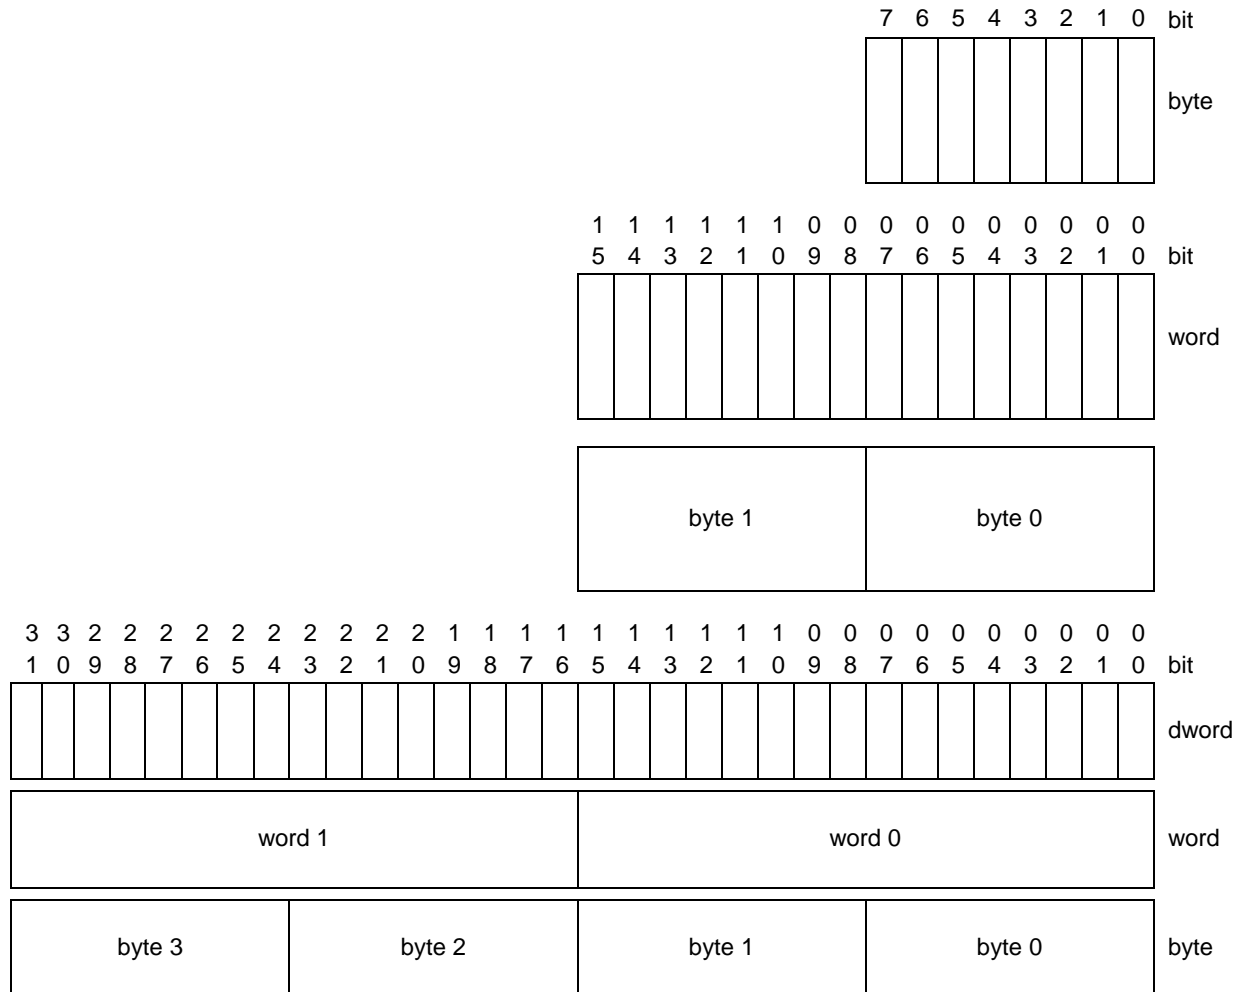 7 6 5 4 3 2 1 0 bit
byte
1 1 1 1 1 1 0 0 0 0 0 0 0 0 0 0
5 4 3 2 1 0 9 8 7 6 5 4 3 2 1 0 bit
word
byte 1 byte 0
3 3 2 2 2 2 2 2 2 2 2 2 1 1 1 1 1 1 1 1 1 1 0 0 0 0 0 0 0 0 0 0
1 0 9 8 7 6 5 4 3 2 1 0 9 8 7 6 5 4 3 2 1 0 9 8 7 6 5 4 3 2 1 0 bit
dword
word 1 word 0 word
byte 3 byte 2 byte 1 byte 0 byte